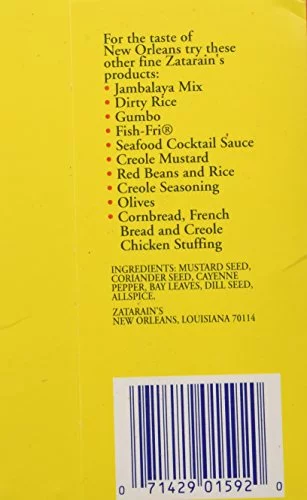 For the taste of
New Orleans try these
other fine Zatarain's
products:
• Jambalaya Mix
• Dirty Rice
• Gumbo
• Fish-Fri®
• Seafood Cocktail Sauce
• Creole Mustard
• Red Beans and Rice
• Creole Seasoning
• Olives
• Cornbread, French
Bread and Creole
Chicken Stuffing
INGREDIENTS: MUSTARD SEED,
CORIANDER SEED, CAYENNE
PEPPER, BAY LEAVES, DILL SEED,
ALLSPICE.
ZATARAIN'S
NEW ORLEANS, LOUISIANA 70114
0 71429 01592 0